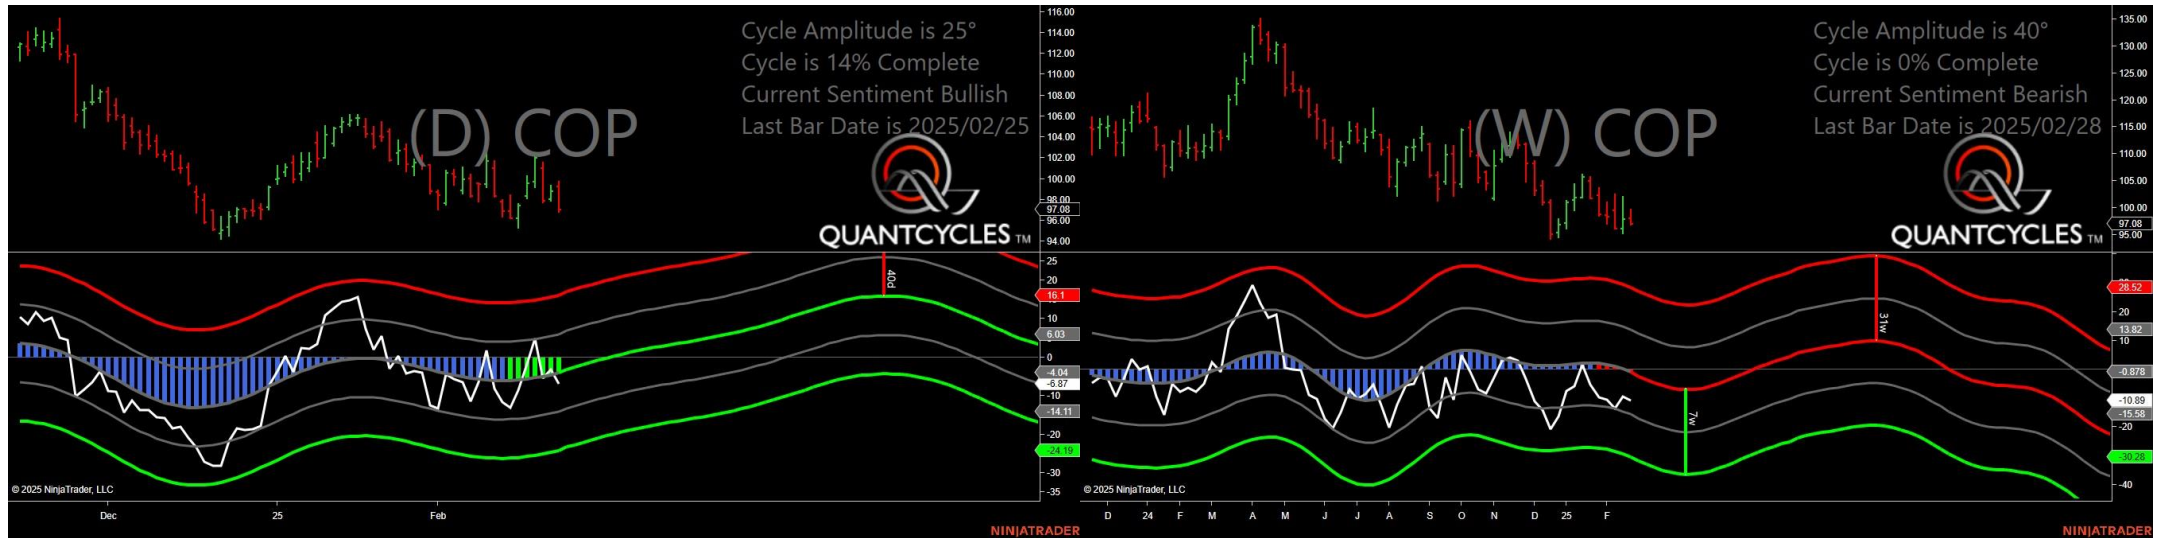 Cycle Amplitude is 25°
Cycle is 14% Complete
Current Sentiment Bullish
Last Bar Date is 2025/02/25
(D) COP
QUANTCYCLES TM
116.00
114.00
112.00
110.00
108.00
106.00
104.00
102.00
100.00
98.00
97.08
96.00
94.00
40d
25
16.1
10
6.03
0
-4.04
-6.87
-10
-14.11
-20
-24.19
-30
-35
© 2025 NinjaTrader, LLC
Dec 25 Feb
NINJATRADER
Cycle Amplitude is 40°
Cycle is 0% Complete
Current Sentiment Bearish
Last Bar Date is 2025/02/28
(W) COP
QUANTCYCLES TM
135.00
130.00
125.00
120.00
115.00
110.00
105.00
100.00
97.08
95.00
31w
7w
28.52
20
13.82
10
-0.878
-10.89
-15.58
-20
-30.28
-40
© 2025 NinjaTrader, LLC
D 24 F M A M J J A S O N D 25 F
NINJATRADER